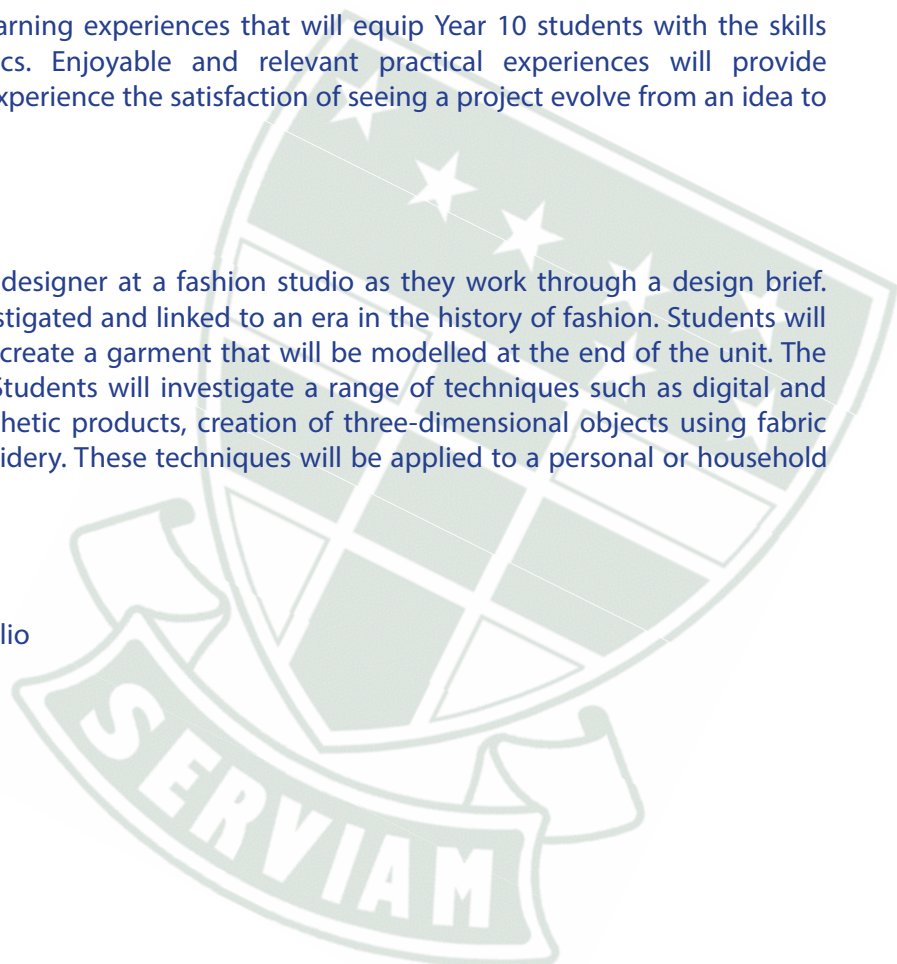 arning experiences that will equip Year 10 students with the skills
cs. Enjoyable and relevant practical experiences will provide
xperience the satisfaction of seeing a project evolve from an idea to
designer at a fashion studio as they work through a design brief.
stigated and linked to an era in the history of fashion. Students will
create a garment that will be modelled at the end of the unit. The
Students will investigate a range of techniques such as digital and
hetic products, creation of three-dimensional objects using fabric
idery. These techniques will be applied to a personal or household
lio
SERVIAM